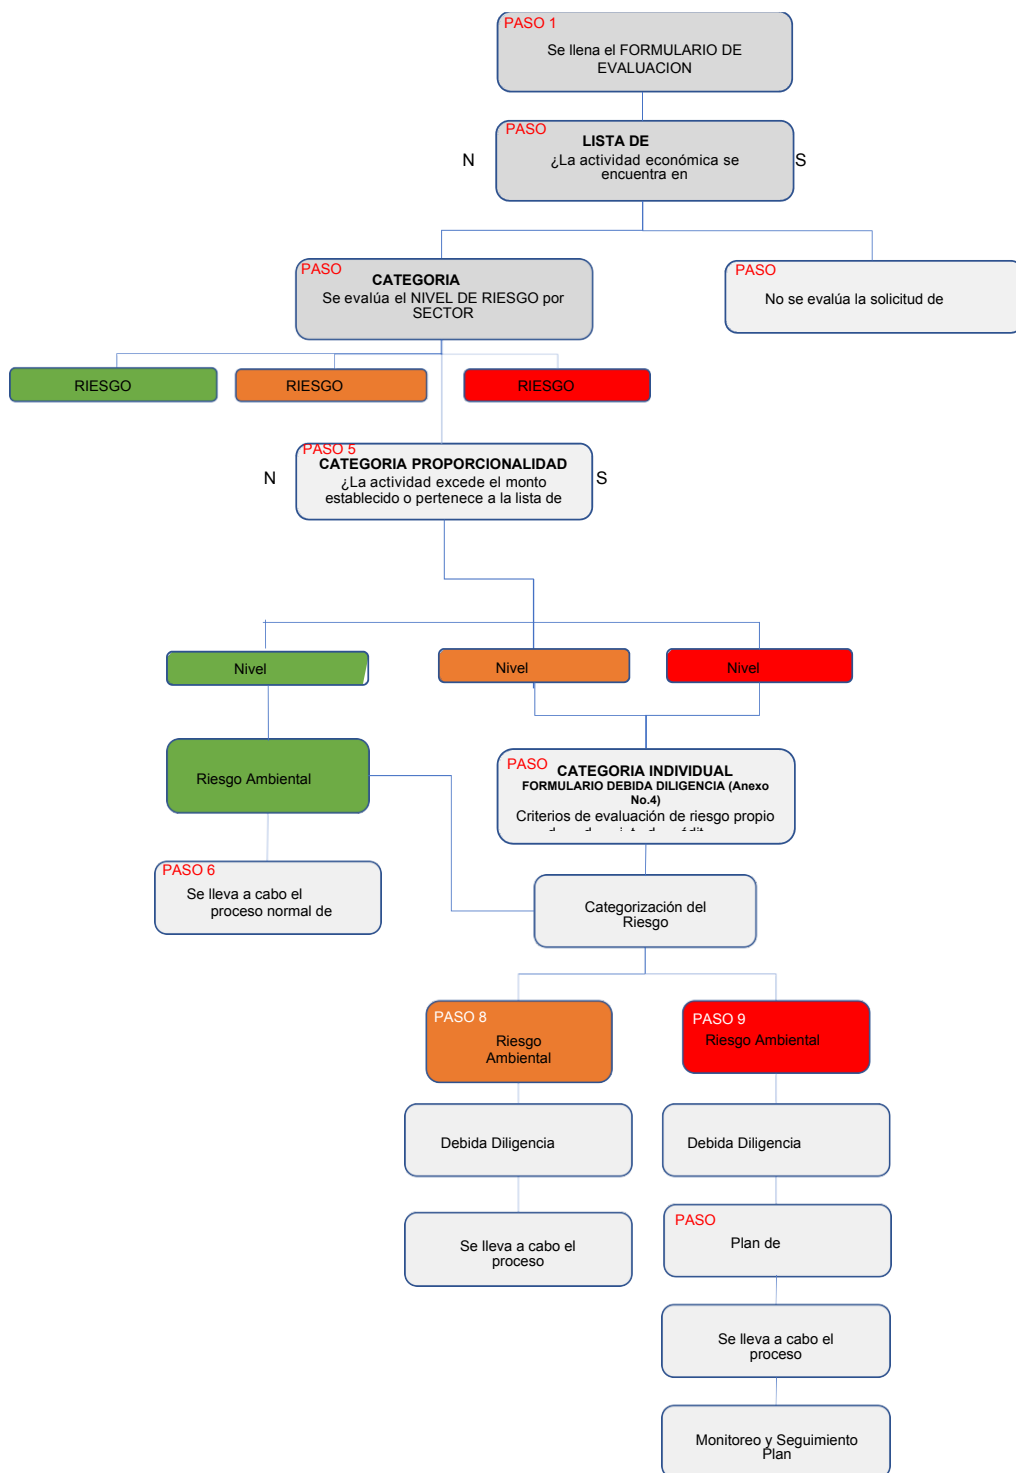 PASO 1
Se llena el FORMULARIO DE
EVALUACION
PASO
LISTA DE
N
S
¿La actividad económica se
encuentra en
PASO
CATEGORIA
Se evalúa el NIVEL DE RIESGO por
SECTOR
PASO
No se evalúa la solicitud de
RIESGO
RIESGO
RIESGO
PASO 5
CATEGORIA PROPORCIONALIDAD
N
S
¿La actividad excede el monto
establecido o pertenece a la lista de
Nivel
Nivel
Nivel
Riesgo Ambiental
PASO
CATEGORIA INDIVIDUAL
FORMULARIO DEBIDA DILIGENCIA (Anexo
No.4)
Criterios de evaluación de riesgo propio
PASO 6
Se lleva a cabo el
proceso normal de
Categorización del
Riesgo
PASO 8
Riesgo
Ambiental
PASO 9
Riesgo Ambiental
Debida Diligencia
Debida Diligencia
Se lleva a cabo el
proceso
PASO
Plan de
Se lleva a cabo el
proceso
Monitoreo y Seguimiento
Plan